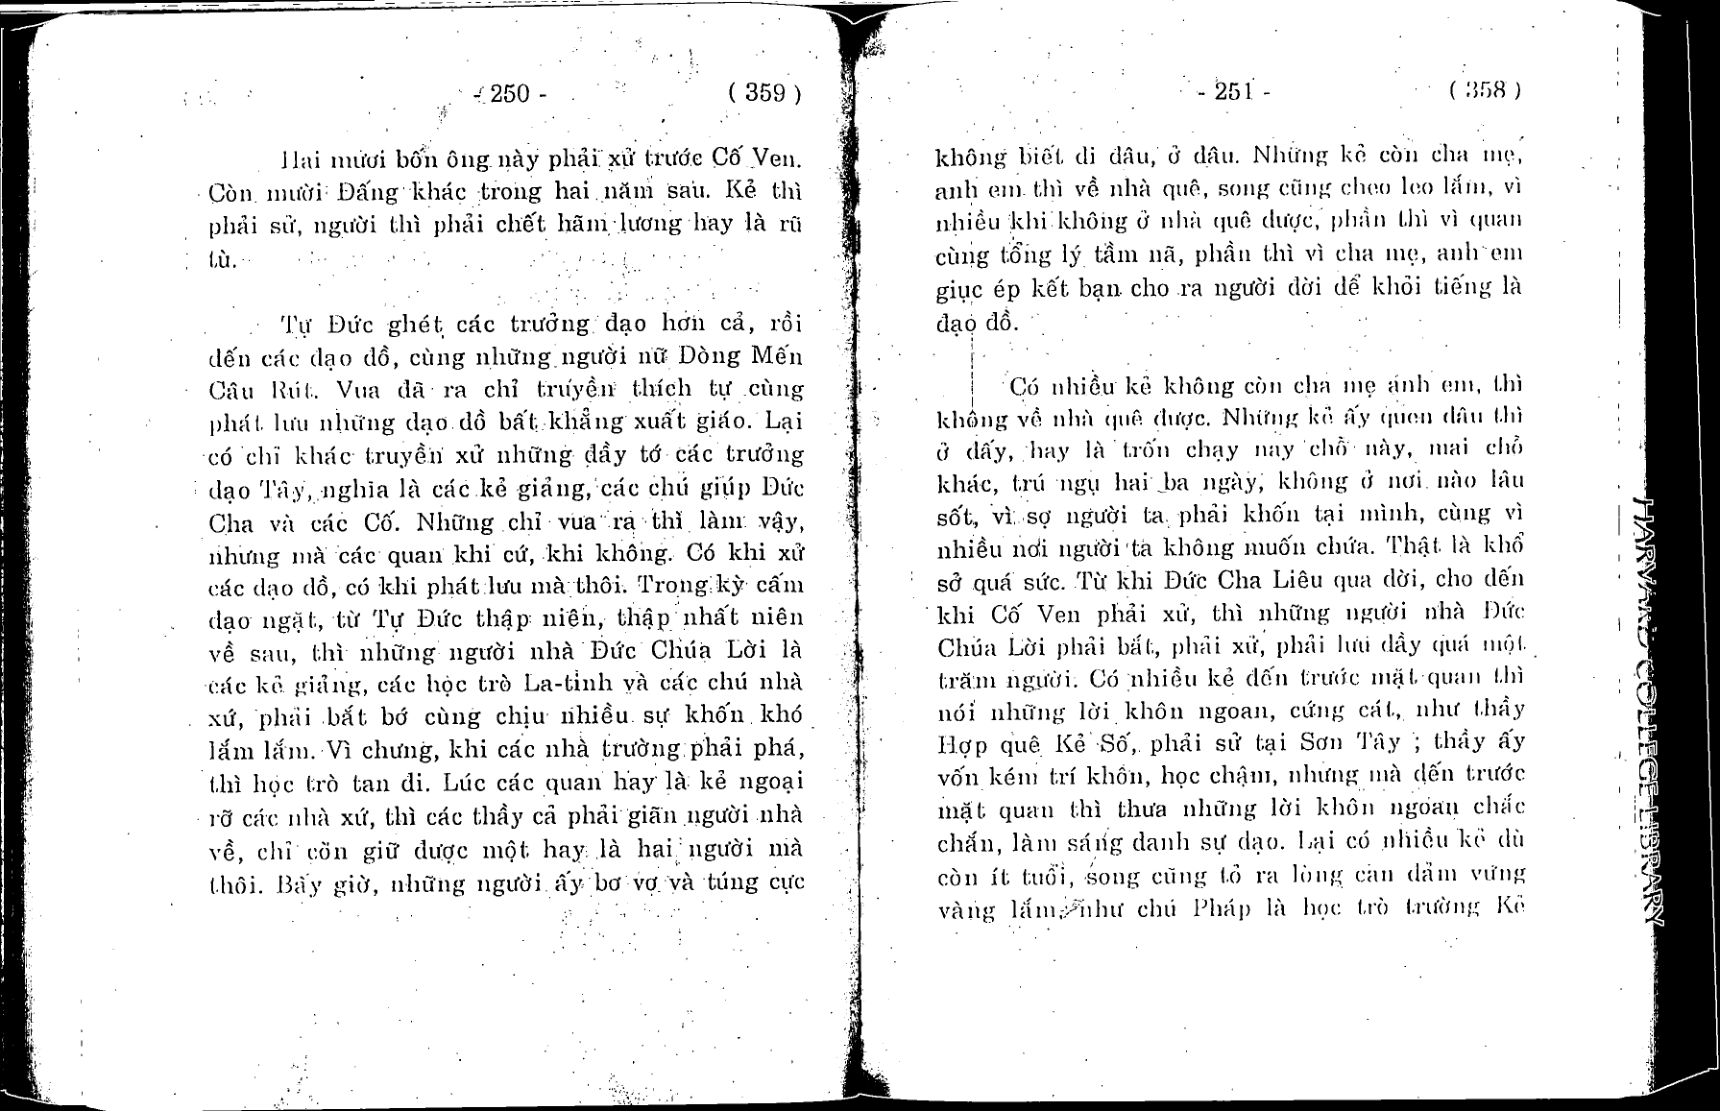 - 250 -
( 359 )
Hai mươi bốn ông này phải xử trước Cố Ven.
Còn mười Đấng khác trong hai năm sau. Kẻ thì
phải sử, người thì phải chết hãm lương hay là rũ
tù.
Tự Đức ghét các trưởng đạo hơn cả, rồi
đến các đạo đồ, cùng những người nữ Dòng Mến
Câu Rút. Vua đã ra chỉ truyền thích tự cùng
phát lưu những đạo đồ bất khẳng xuất giáo. Lại
có chỉ khác truyền xử những đầy tớ các trưởng
đạo Tây, nghĩa là các kẻ giảng, các chú giúp Đức
Cha và các Cố. Những chỉ vua ra thì làm vậy,
nhưng mà các quan khi cứ, khi không. Có khi xử
các đạo đồ, có khi phát lưu mà thôi. Trong kỳ cấm
đạo ngặt, từ Tự Đức thập niên, thập nhất niên
về sau, thì những người nhà Đức Chúa Lời là
các kẻ giảng, các học trò La-tinh và các chú nhà
xứ, phải bắt bớ cùng chịu nhiều sự khốn khó
lắm lắm. Vì chưng, khi các nhà trường phải phá,
thì học trò tan đi. Lúc các quan hay là kẻ ngoại
rỡ các nhà xứ, thì các thầy cả phải giãn người nhà
về, chỉ còn giữ được một hay là hai người mà
thôi. Bấy giờ, những người ấy bơ vơ và túng cực
- 251 -
( 358 )
không biết đi đâu, ở đâu. Những kẻ còn cha mẹ,
anh em thì về nhà quê, song cũng cheo leo lắm, vì
nhiều khi không ở nhà quê được, phần thì vì quan
cùng tổng lý tầm nã, phần thì vì cha mẹ, anh em
giục ép kết bạn cho ra người đời để khỏi tiếng là
đạo đồ.
Có nhiều kẻ không còn cha mẹ anh em, thì
không về nhà quê được. Những kẻ ấy quen đâu thì
ở đấy, hay là trốn chạy nay chỗ này, mai chỗ
khác, trú ngụ hai ba ngày, không ở nơi nào lâu
sốt, vì sợ người ta phải khốn tại mình, cùng vì
nhiều nơi người ta không muốn chứa. Thật là khổ
sở quá sức. Từ khi Đức Cha Liêu qua đời, cho đến
khi Cố Ven phải xử, thì những người nhà Đức
Chúa Lời phải bắt, phải xử, phải lưu đầy quá một
trăm người. Có nhiều kẻ đến trước mặt quan thì
nói những lời khôn ngoan, cứng cát, như thầy
Hợp quê Kẻ Số, phải sử tại Sơn Tây ; thầy ấy
vốn kém trí khôn, học chậm, nhưng mà đến trước
mặt quan thì thưa những lời khôn ngoan chắc
chắn, làm sáng danh sự đạo. Lại có nhiều kẻ dù
còn ít tuổi, song cũng tỏ ra lòng can đảm vững
vàng lắm, như chú Pháp là học trò trường Kẻ
HARVARD COLLEGE LIBRARY